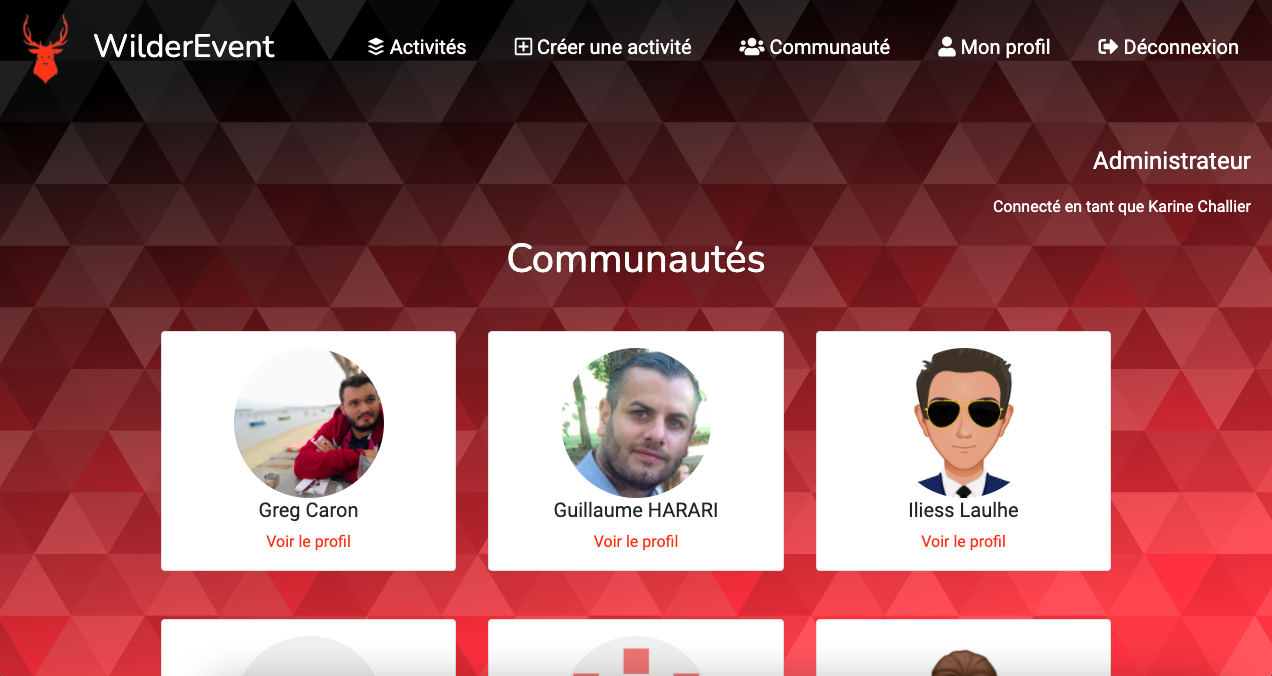 WilderEvent
Activités
Créer une activité
Communauté
Mon profil
Déconnexion
Administrateur
Connecté en tant que Karine Challier
Communautés
Greg Caron
Voir le profil
Guillaume HARARI
Voir le profil
Iliess Laulhe
Voir le profil